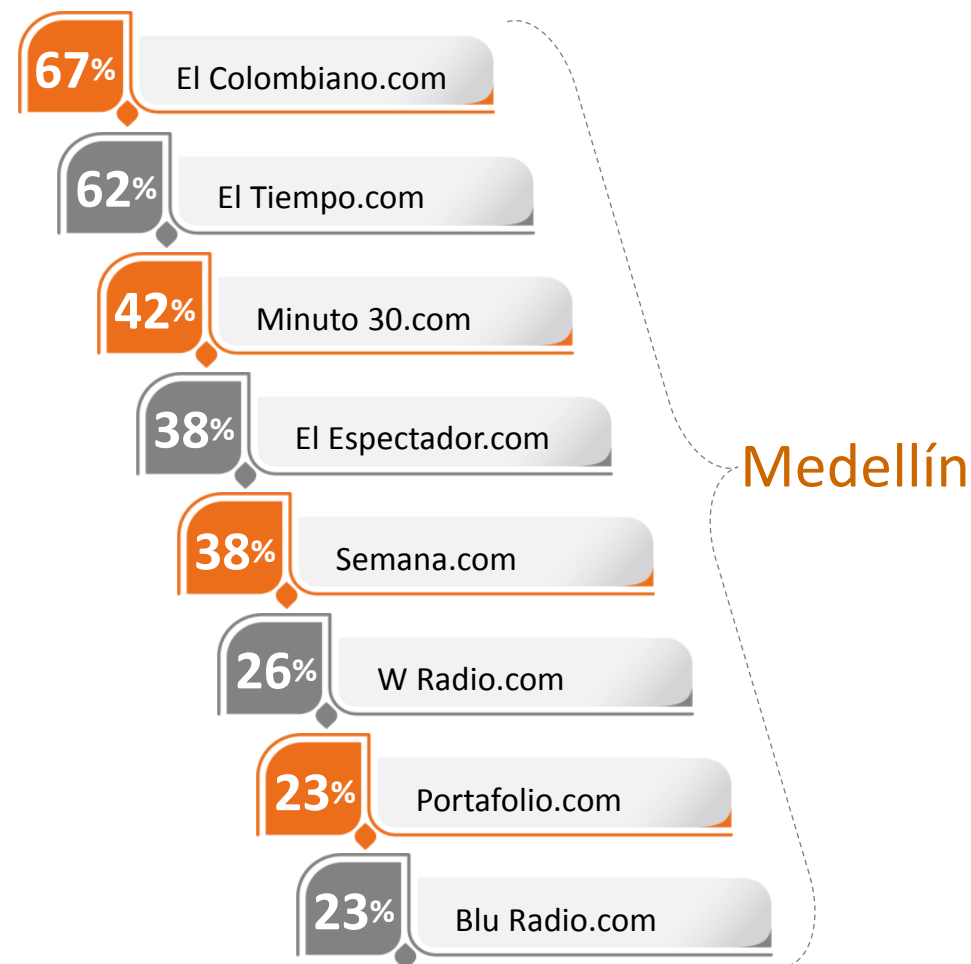 67% El Colombiano.com
62% El Tiempo.com
42% Minuto 30.com
38% El Espectador.com
Medellín
38% Semana.com
26% W Radio.com
23% Portafolio.com
23% Blu Radio.com